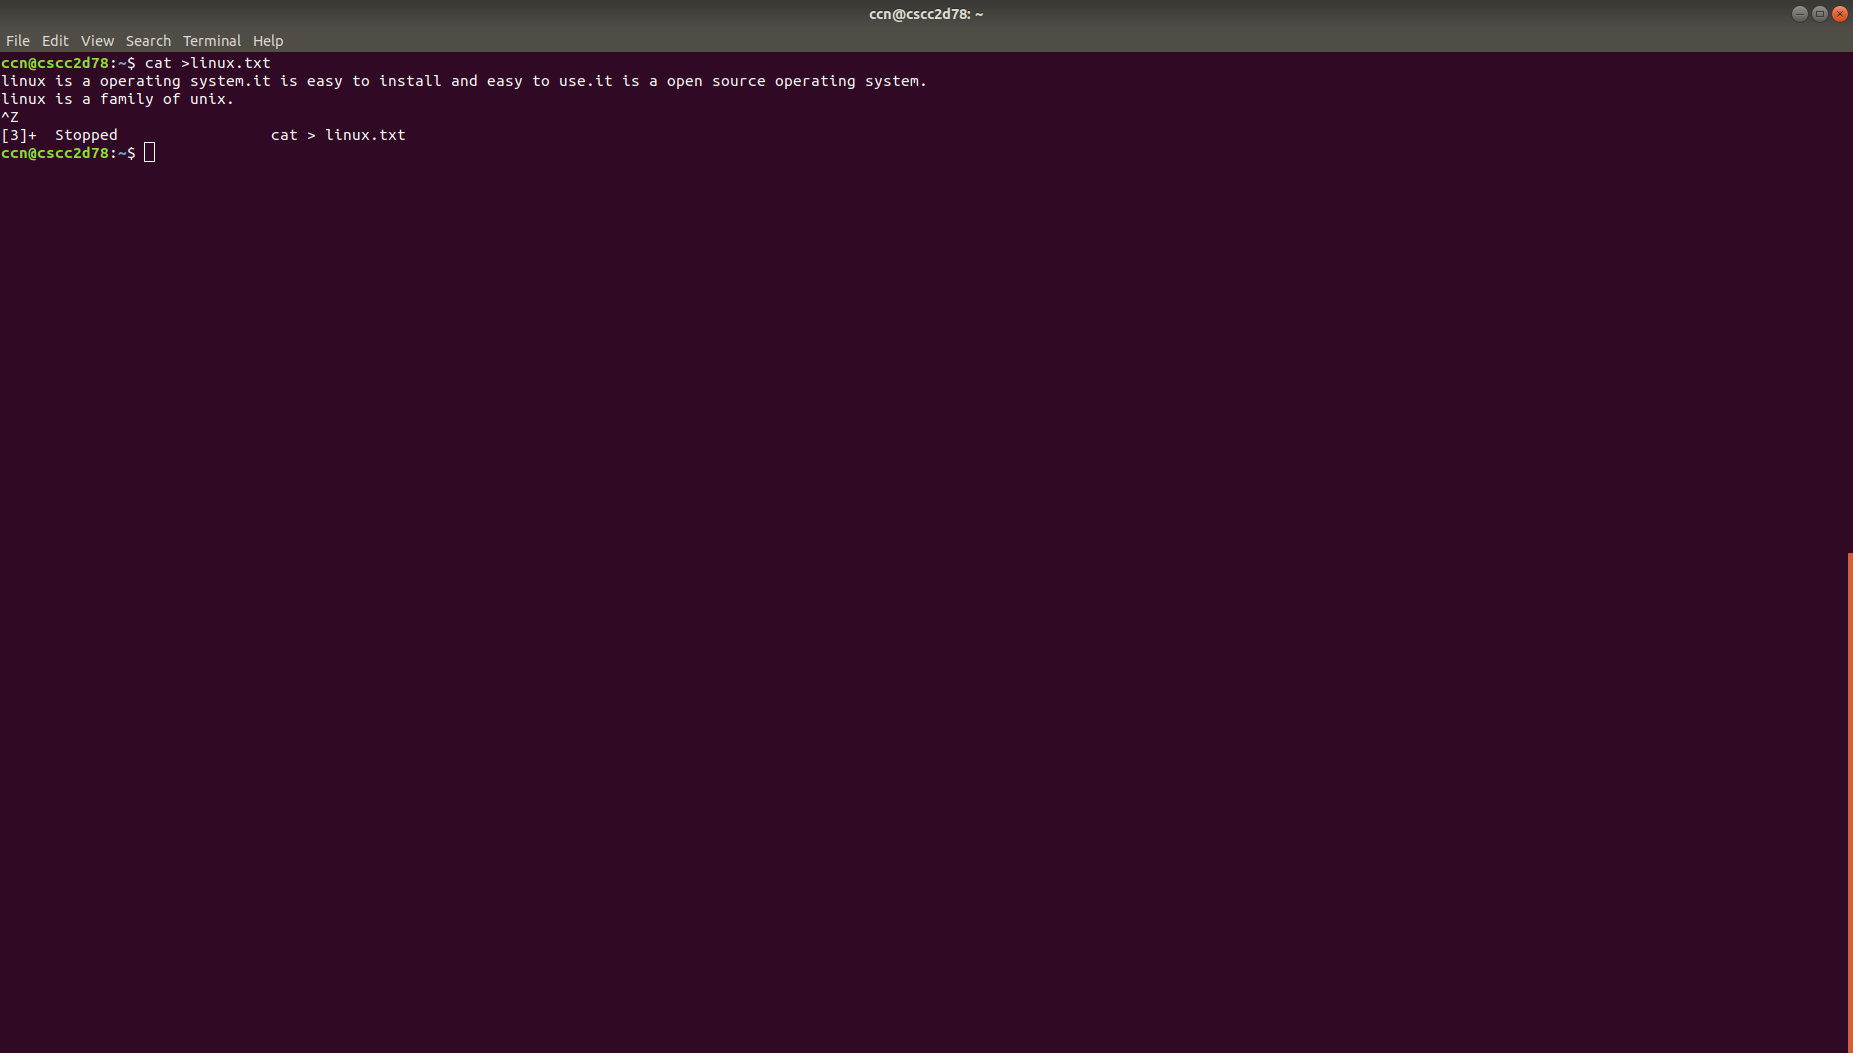 ccn@cscc2d78: ~
File Edit View Search Terminal Help
ccn@cscc2d78:~$ cat >linux.txt
linux is a operating system.it is easy to install and easy to use.it is a open source operating system.
linux is a family of unix.
^Z
[3]+  Stopped                 cat > linux.txt
ccn@cscc2d78:~$